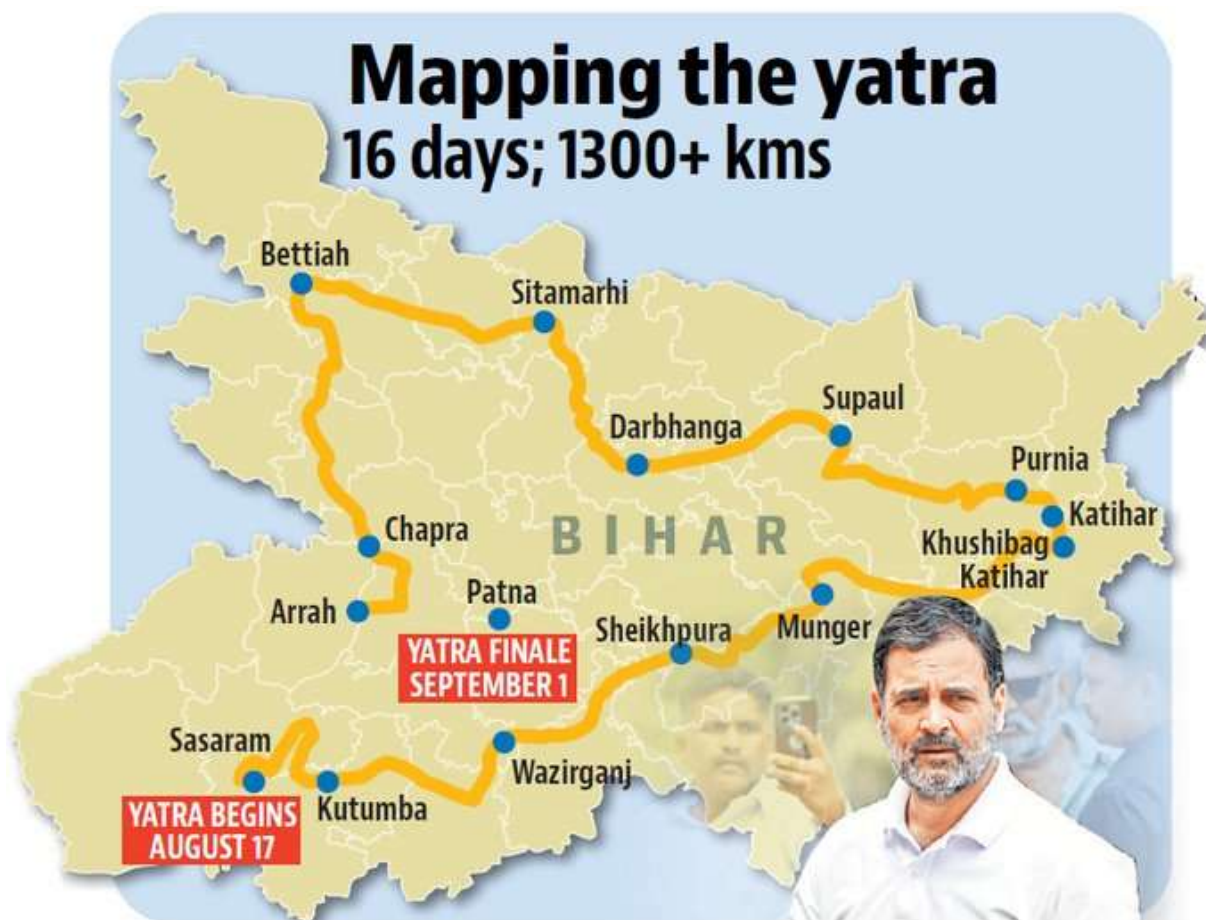 Mapping the yatra
16 days; 1300+ kms
Bettiah
Sitamarhi
Darbhanga
Supaul
Purnia
Katihar
Khushibag
Katihar
BIHAR
Chapra
Arrah
Patna
YATRA FINALE
SEPTEMBER 1
Sheikhpura
Munger
Sasaram
Wazirganj
Kutumba
YATRA BEGINS
AUGUST 17